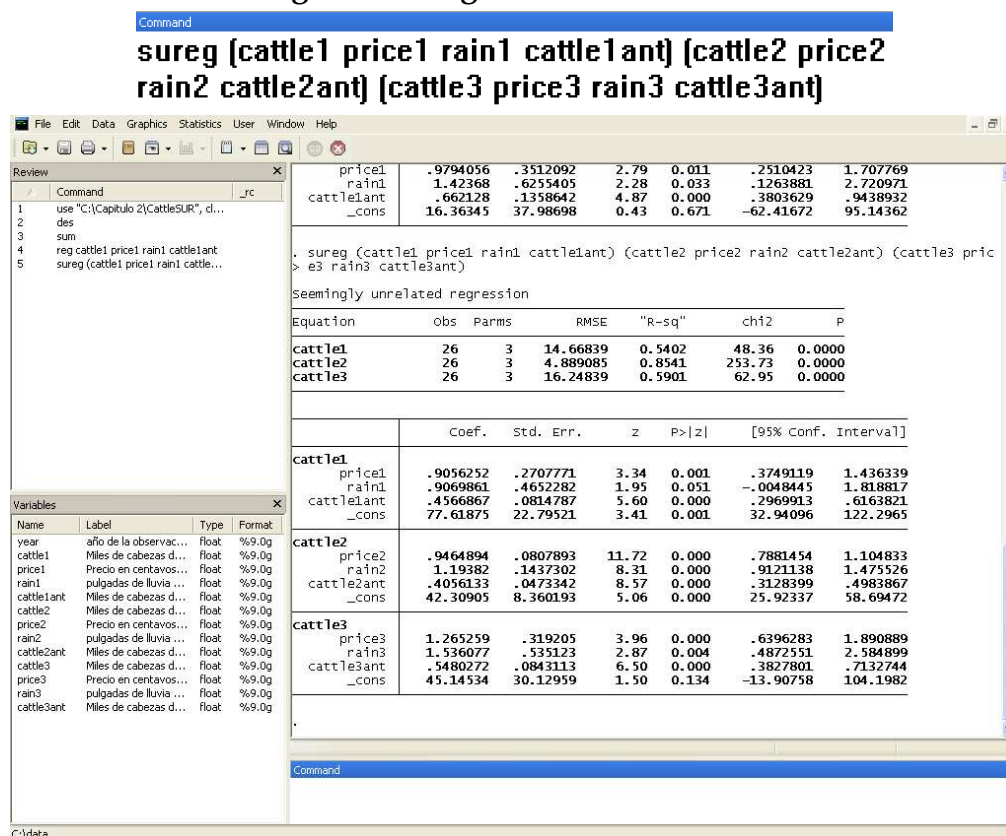 Command
sureg (cattle1 price1 rain1 cattle1ant) (cattle2 price2
rain2 cattle2ant) (cattle3 price3 rain3 cattle3ant)
File Edit Data Graphics Statistics User Window Help
Review
Command _rc
1 use "C:\Capitulo 2\CattleSUR", cl...
2 des
3 sum
4 reg cattle1 price1 rain1 cattle1ant
5 sureg (cattle1 price1 rain1 cattle...
Variables
Name Label Type Format
year año de la observac... float %9.0g
cattle1 Miles de cabezas d... float %9.0g
price1 Precio en centavos... float %9.0g
rain1 pulgadas de lluvia ... float %9.0g
cattle1ant Miles de cabezas d... float %9.0g
cattle2 Miles de cabezas d... float %9.0g
price2 Precio en centavos... float %9.0g
rain2 pulgadas de lluvia ... float %9.0g
cattle2ant Miles de cabezas d... float %9.0g
cattle3 Miles de cabezas d... float %9.0g
price3 Precio en centavos... float %9.0g
rain3 pulgadas de lluvia ... float %9.0g
cattle3ant Miles de cabezas d... float %9.0g
price1 .9794056 .3512092 2.79 0.011 .2510423 1.707769
rain1 1.42368 .6255405 2.28 0.033 .1263881 2.720971
cattle1ant .662128 .1358642 4.87 0.000 .3803629 .9438932
_cons 16.36345 37.98698 0.43 0.671 -62.41672 95.14362
. sureg (cattle1 price1 rain1 cattle1ant) (cattle2 price2 rain2 cattle2ant) (cattle3 pric
> e3 rain3 cattle3ant)
Seemingly unrelated regression
Equation Obs Parms RMSE "R-sq" chi2 P
cattle1 26 3 14.66839 0.5402 48.36 0.0000
cattle2 26 3 4.889085 0.8541 253.73 0.0000
cattle3 26 3 16.24839 0.5901 62.95 0.0000
Coef. Std. Err. z P>|z| [95% Conf. Interval]
cattle1
price1 .9056252 .2707771 3.34 0.001 .3749119 1.436339
rain1 .9069861 .4652282 1.95 0.051 -.0048445 1.818817
cattle1ant .4566867 .0814787 5.60 0.000 .2969913 .6163821
_cons 77.61875 22.79521 3.41 0.001 32.94096 122.2965
cattle2
price2 .9464894 .0807893 11.72 0.000 .7881454 1.104833
rain2 1.19382 .1437302 8.31 0.000 .9121138 1.475526
cattle2ant .4056133 .0473342 8.57 0.000 .3128399 .4983867
_cons 42.30905 8.360193 5.06 0.000 25.92337 58.69472
cattle3
price3 1.265259 .319205 3.96 0.000 .6396283 1.890889
rain3 1.536077 .535123 2.87 0.004 .4872551 2.584899
cattle3ant .5480272 .0843113 6.50 0.000 .3827801 .7132744
_cons 45.14534 30.12959 1.50 0.134 -13.90758 104.1982
.
Command
C:\data